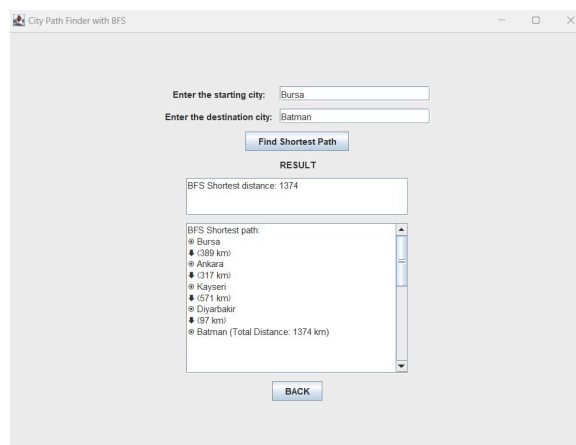 City Path Finder with BFS
Enter the starting city: Bursa
Enter the destination city: Batman
Find Shortest Path
RESULT
BFS Shortest distance: 1374
BFS Shortest path:
Bursa
(389 km)
Ankara
(317 km)
Kayseri
(571 km)
Diyarbakir
(97 km)
Batman (Total Distance: 1374 km)
BACK